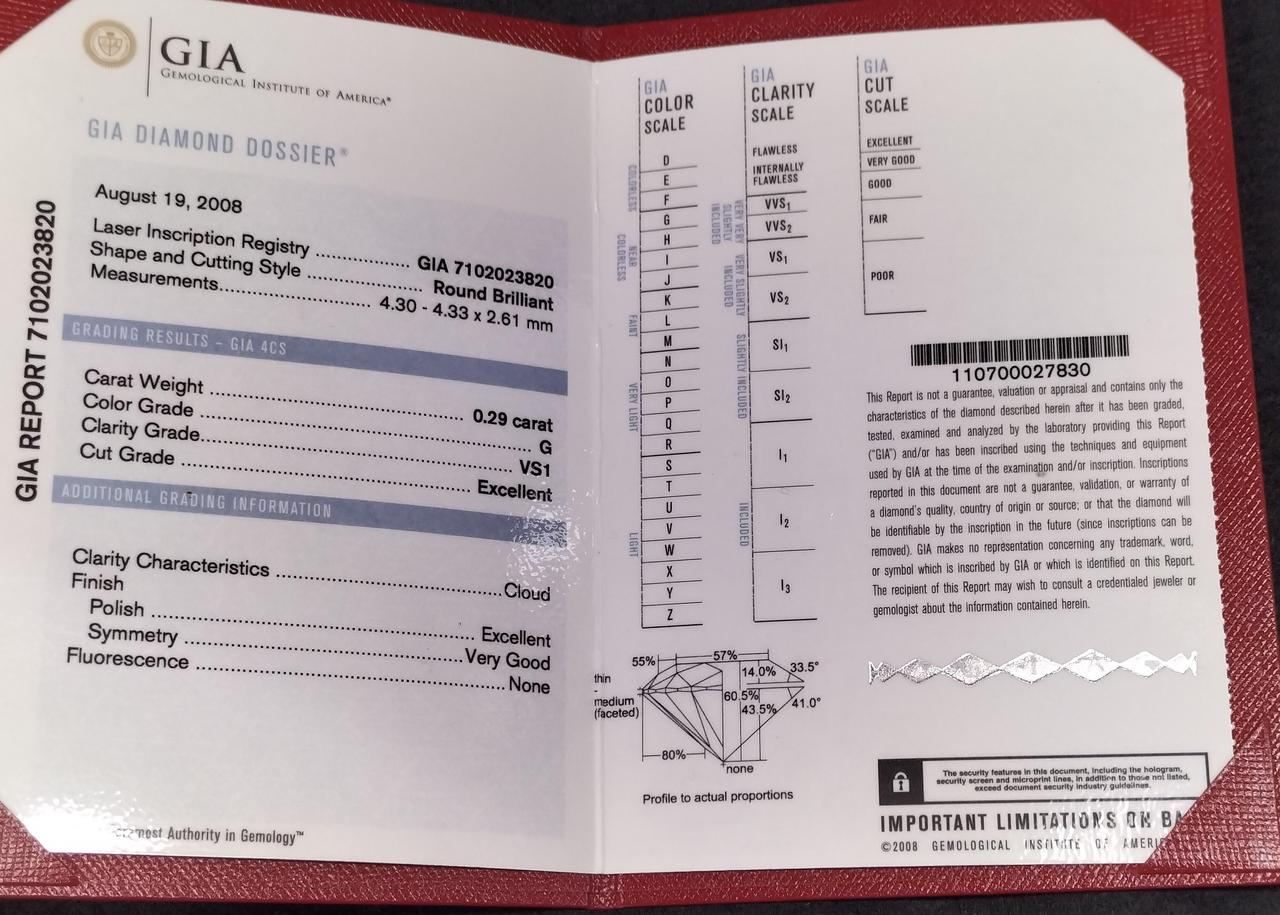 GIA
GEMOLOGICAL INSTITUTE OF AMERICA®
GIA DIAMOND DOSSIER®
August 19, 2008
Laser Inscription Registry .................. GIA 7102023820
Shape and Cutting Style .................. Round Brilliant
Measurements.................. 4.30 - 4.33 x 2.61 mm
GRADING RESULTS – GIA 4CS
Carat Weight .................. 0.29 carat
Color Grade .................. G
Clarity Grade.................. VS1
Cut Grade .................. Excellent
ADDITIONAL GRADING INFORMATION
Clarity Characteristics .................. Cloud
Finish
Polish .................. Excellent
Symmetry .................. Very Good
Fluorescence .................. None
Authority in Gemology™
GIA REPORT 7102023820
GIA
COLOR
SCALE
COLORLESS
D
E
F
NEAR COLORLESS
G
H
I
J
FAINT
K
L
M
VERY LIGHT
N
O
P
Q
R
LIGHT
S
T
U
V
W
X
Y
Z
GIA
CLARITY
SCALE
FLAWLESS
INTERNALLY
FLAWLESS
VERY VERY SLIGHTLY INCLUDED
VVS₁
VVS₂
VERY SLIGHTLY INCLUDED
VS₁
VS₂
SLIGHTLY INCLUDED
SI₁
SI₂
INCLUDED
I₁
I₂
I₃
GIA
CUT
SCALE
EXCELLENT
VERY GOOD
GOOD
FAIR
POOR
55%
57%
14.0%
33.5°
thin
-
medium
(faceted)
60.5%
43.5%
41.0°
80%
none
Profile to actual proportions
110700027830
This Report is not a guarantee, valuation or appraisal and contains only the
characteristics of the diamond described herein after it has been graded,
tested, examined and analyzed by the laboratory providing this Report
("GIA") and/or has been inscribed using the techniques and equipment
used by GIA at the time of the examination and/or inscription. Inscriptions
reported in this document are not a guarantee, validation, or warranty of
a diamond's quality, country of origin or source; or that the diamond will
be identifiable by the inscription in the future (since inscriptions can be
removed). GIA makes no representation concerning any trademark, word,
or symbol which is inscribed by GIA or which is identified on this Report.
The recipient of this Report may wish to consult a credentialed jeweler or
gemologist about the information contained herein.
The security features in this document, including the hologram,
security screen and microprint lines, in addition to those not listed,
exceed document security industry guidelines.
IMPORTANT LIMITATIONS ON BA
©2008 GEMOLOGICAL INSTITUTE OF AMERI